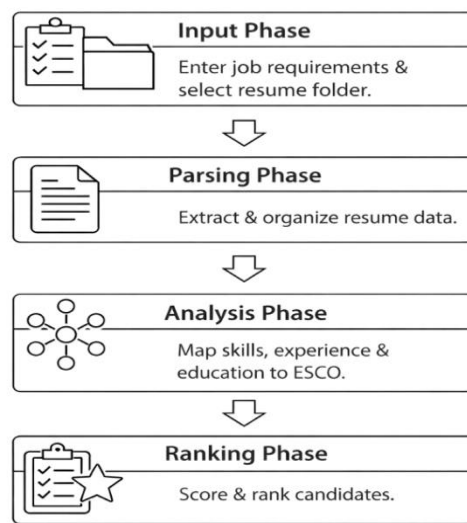 Input Phase
Enter job requirements &
select resume folder.
Parsing Phase
Extract & organize resume data.
Analysis Phase
Map skills, experience &
education to ESCO.
Ranking Phase
Score & rank candidates.